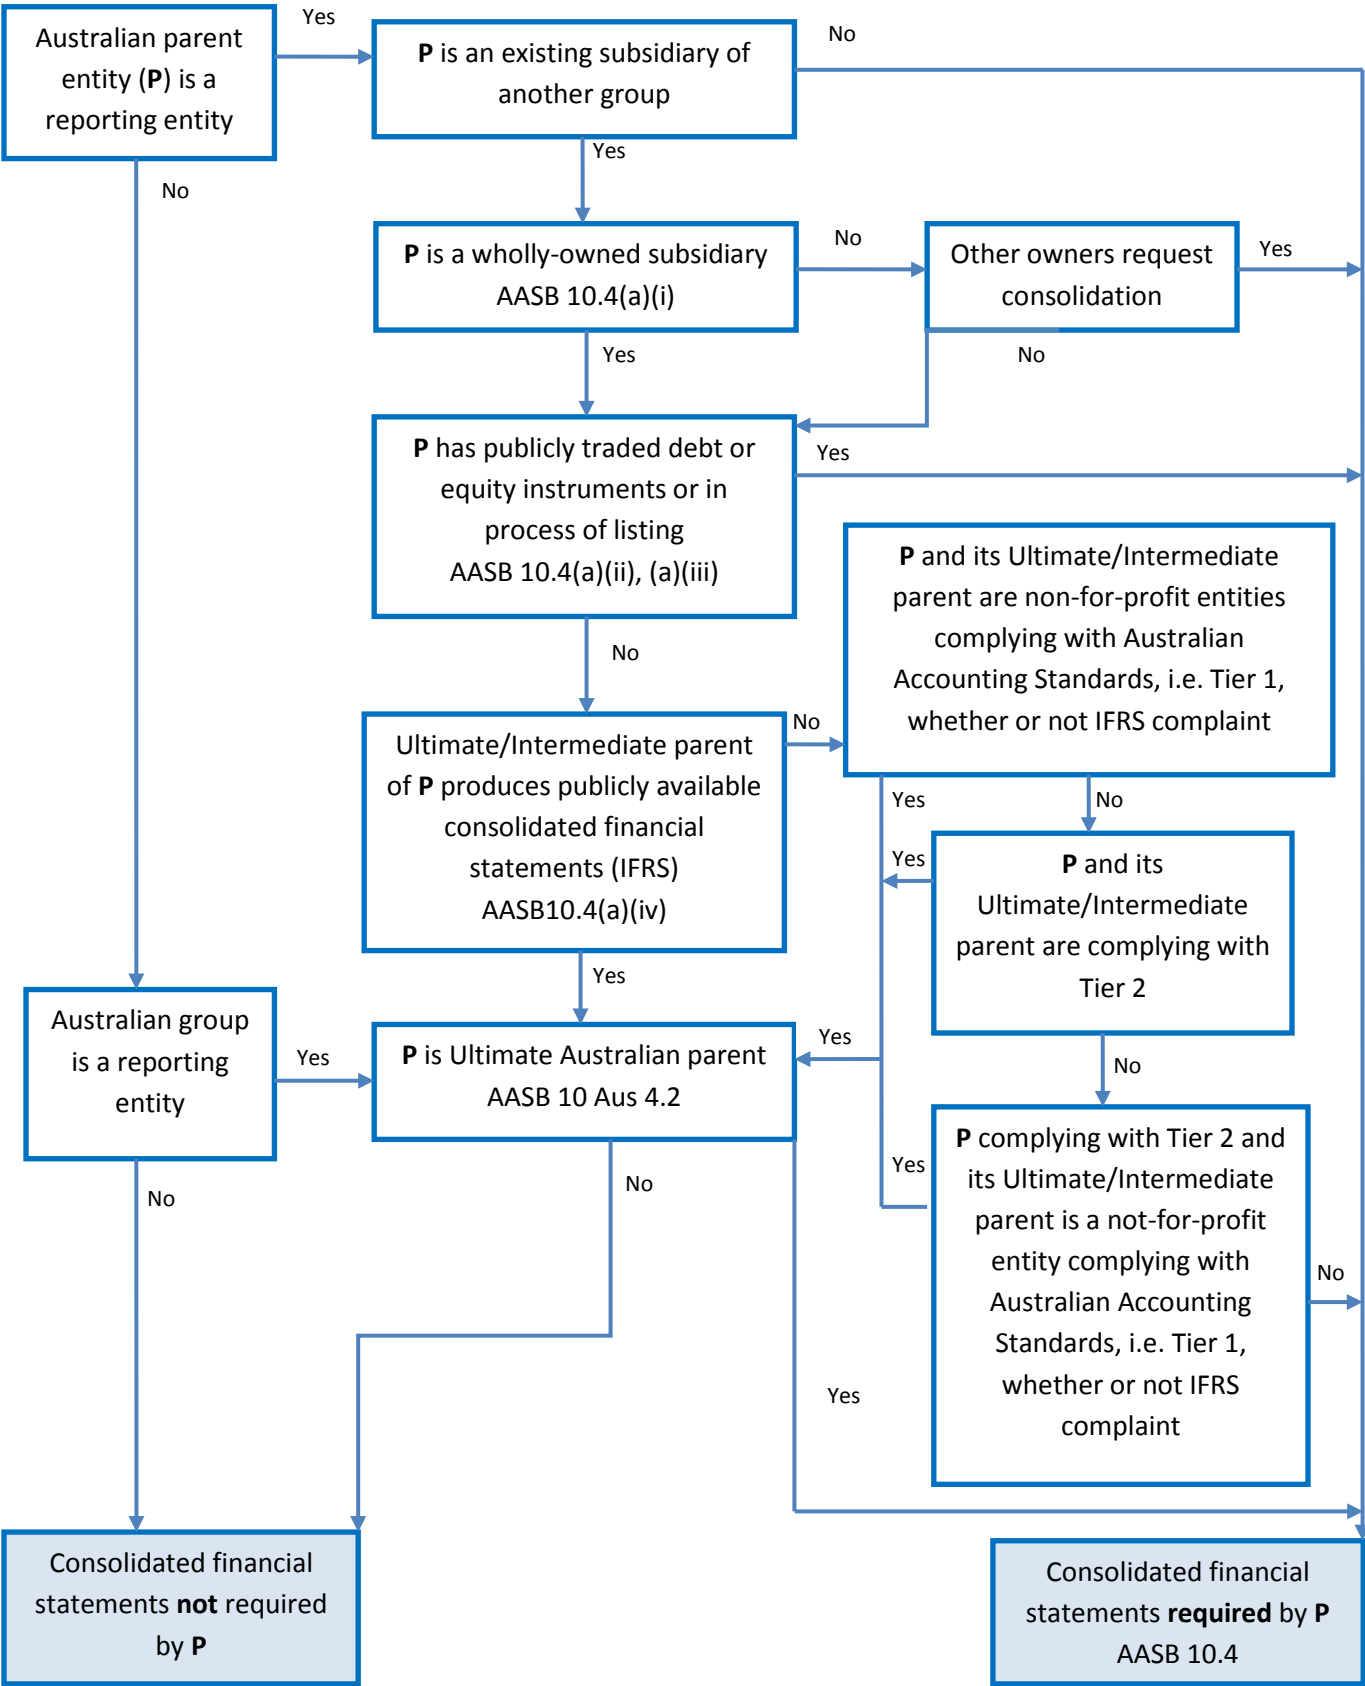 Australian parent
entity (P) is a
reporting entity
Yes
P is an existing subsidiary of
another group
No
Yes
No
P is a wholly-owned subsidiary
AASB 10.4(a)(i)
No
Other owners request
consolidation
Yes
Yes
No
P has publicly traded debt or
equity instruments or in
process of listing
AASB 10.4(a)(ii), (a)(iii)
Yes
No
P and its Ultimate/Intermediate
parent are non-for-profit entities
complying with Australian
Accounting Standards, i.e. Tier 1,
whether or not IFRS complaint
Ultimate/Intermediate parent
of P produces publicly available
consolidated financial
statements (IFRS)
AASB10.4(a)(iv)
No
Yes
No
Yes
P and its
Ultimate/Intermediate
parent are complying with
Tier 2
Yes
No
Australian group
is a reporting
entity
Yes
P is Ultimate Australian parent
AASB 10 Aus 4.2
Yes
P complying with Tier 2 and
its Ultimate/Intermediate
parent is a not-for-profit
entity complying with
Australian Accounting
Standards, i.e. Tier 1,
whether or not IFRS
complaint
Yes
No
No
No
Yes
Consolidated financial
statements not required
by P
Consolidated financial
statements required by P
AASB 10.4